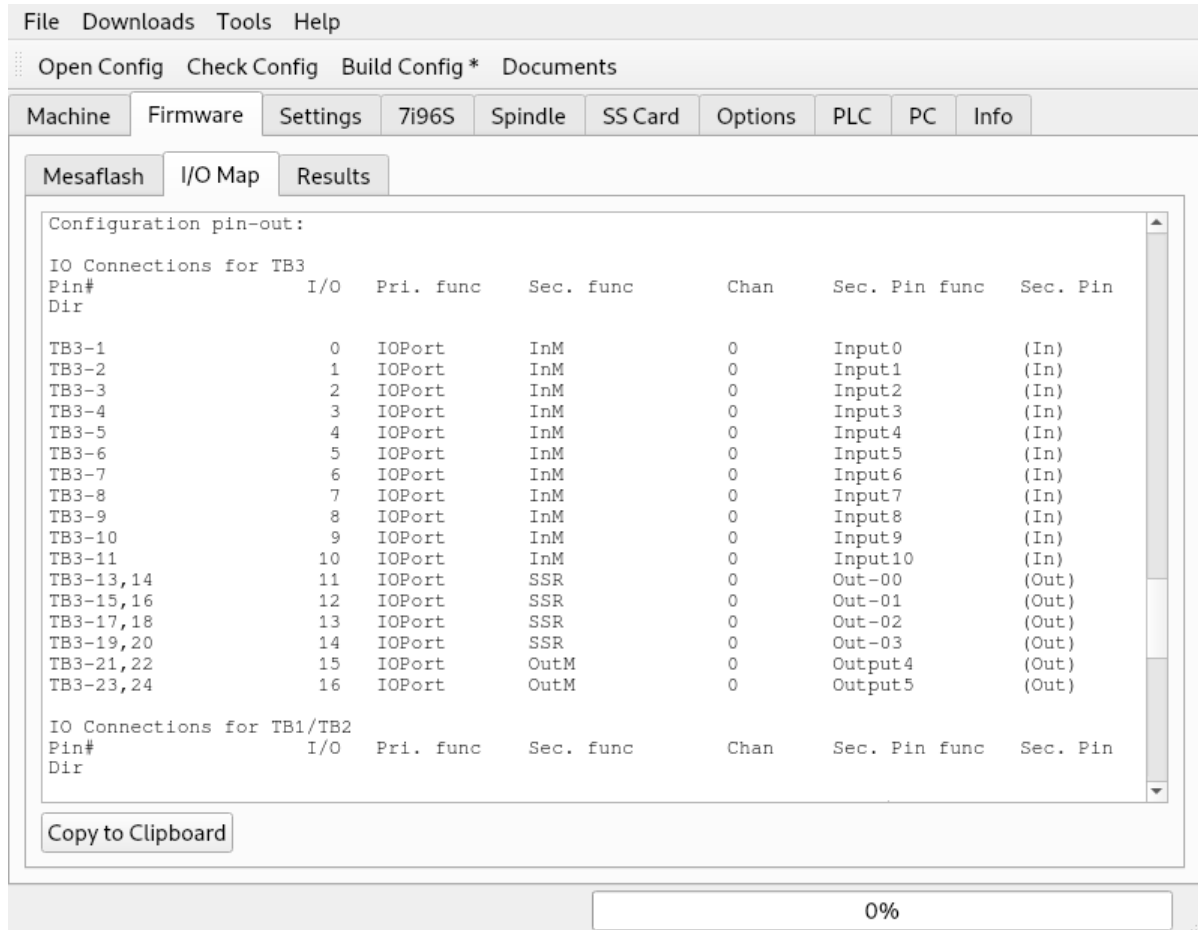 File Downloads Tools Help
Open Config Check Config Build Config * Documents
Machine Firmware Settings 7i96S Spindle SS Card Options PLC PC Info
Mesaflash I/O Map Results
Configuration pin-out:
IO Connections for TB3
Pin# I/O Pri. func Sec. func Chan Sec. Pin func Sec. Pin
Dir
TB3-1 0 IOPort InM 0 Input0 (In)
TB3-2 1 IOPort InM 0 Input1 (In)
TB3-3 2 IOPort InM 0 Input2 (In)
TB3-4 3 IOPort InM 0 Input3 (In)
TB3-5 4 IOPort InM 0 Input4 (In)
TB3-6 5 IOPort InM 0 Input5 (In)
TB3-7 6 IOPort InM 0 Input6 (In)
TB3-8 7 IOPort InM 0 Input7 (In)
TB3-9 8 IOPort InM 0 Input8 (In)
TB3-10 9 IOPort InM 0 Input9 (In)
TB3-11 10 IOPort InM 0 Input10 (In)
TB3-13,14 11 IOPort SSR 0 Out-00 (Out)
TB3-15,16 12 IOPort SSR 0 Out-01 (Out)
TB3-17,18 13 IOPort SSR 0 Out-02 (Out)
TB3-19,20 14 IOPort SSR 0 Out-03 (Out)
TB3-21,22 15 IOPort OutM 0 Output4 (Out)
TB3-23,24 16 IOPort OutM 0 Output5 (Out)
IO Connections for TB1/TB2
Pin# I/O Pri. func Sec. func Chan Sec. Pin func Sec. Pin
Dir
Copy to Clipboard
0%